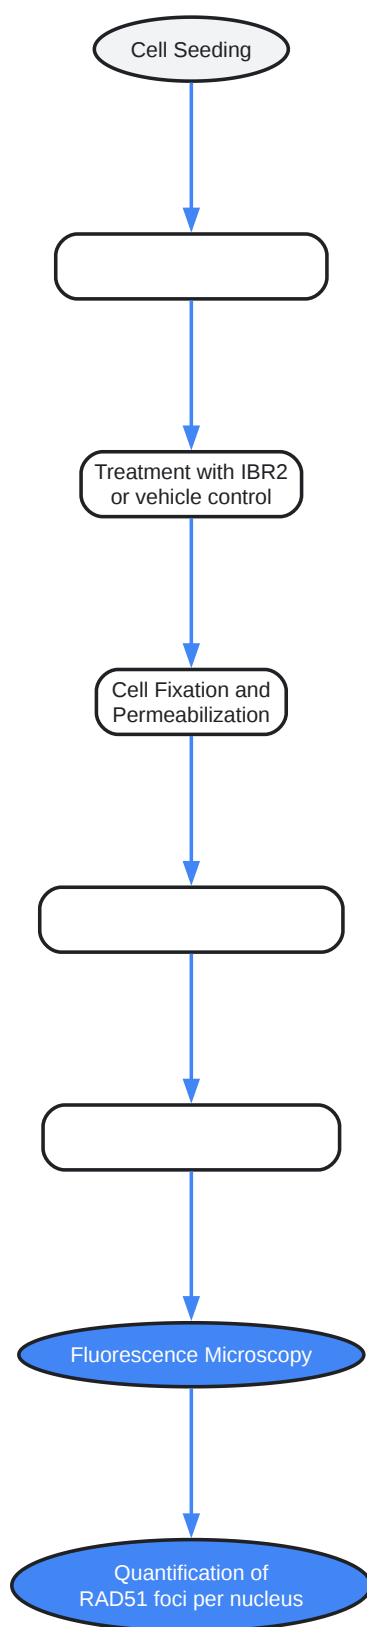 Cell Seeding
Treatment with IBR2
or vehicle control
Cell Fixation and
Permeabilization
Fluorescence Microscopy
Quantification of
RAD51 foci per nucleus